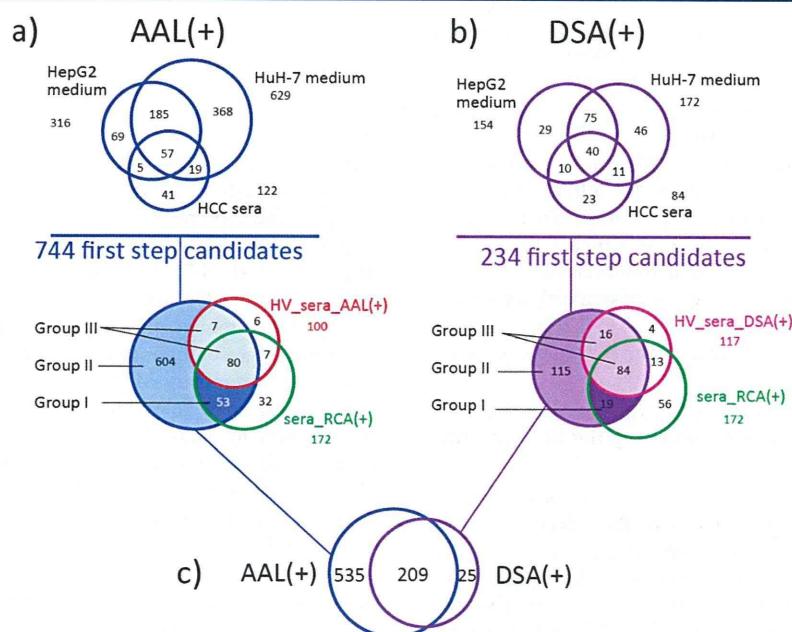 a) AAL(+)
HepG2
medium
316
HuH-7 medium
629
185
368
69
57
5
19
41
122
HCC sera
744 first step candidates
HV_sera_AAL(+)
100
Group III
7
6
7
Group II
604
80
Group I
53
32
sera_RCA(+)
172
b) DSA(+)
HepG2
medium
154
HuH-7 medium
172
75
29
46
40
10
11
23
84
HCC sera
234 first step candidates
HV_sera_DSA(+)
117
Group III
16
4
13
Group II
115
84
Group I
19
56
sera_RCA(+)
172
c) AAL(+) 535 209 25 DSA(+)